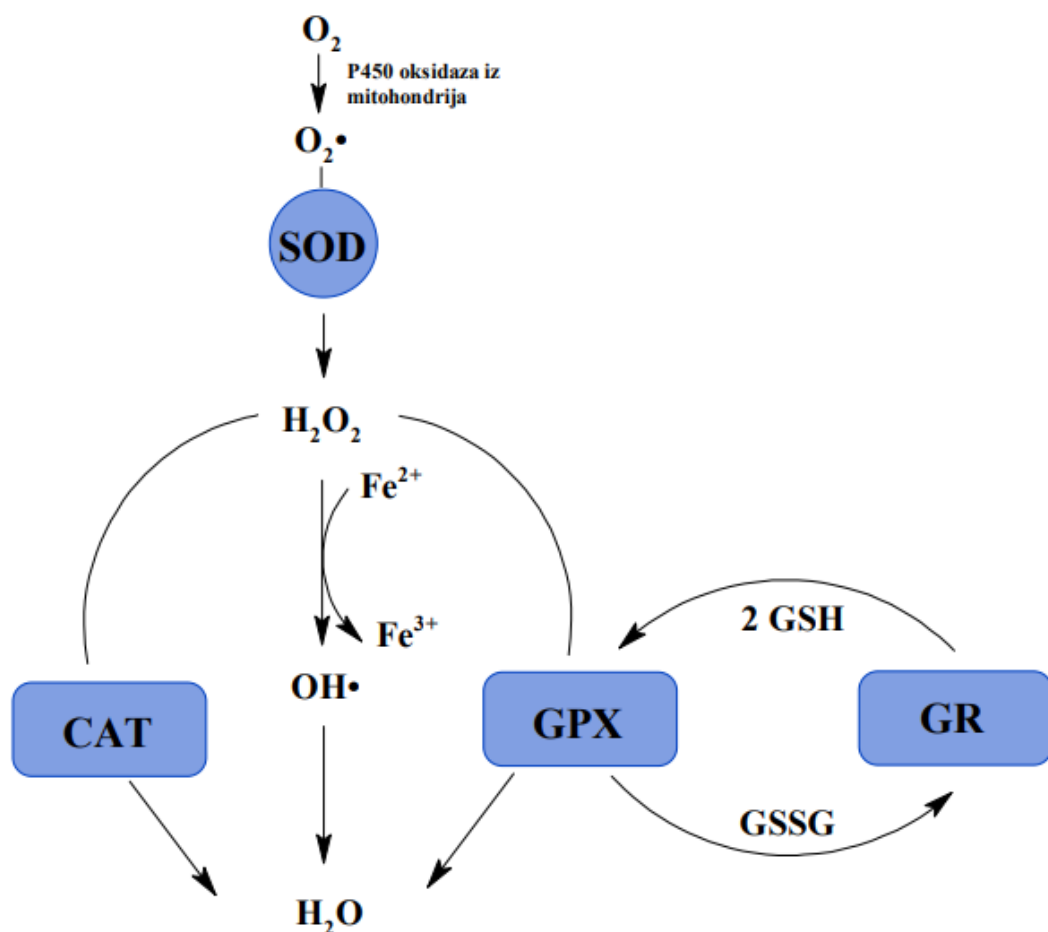 O₂
P450 oksidaza iz
mitohondrija
O₂•
SOD
H₂O₂
Fe²⁺
Fe³⁺
2 GSH
OH•
CAT
GPX
GR
GSSG
H₂O